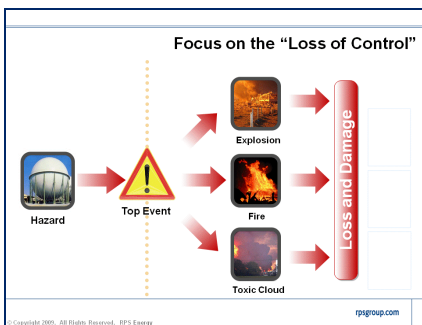 Focus on the “Loss of Control”
Explosion
Hazard
Top Event
Fire
Toxic Cloud
Loss and Damage
rpsgroup.com
© Copyright 2009. All Rights Reserved. RPS Energy